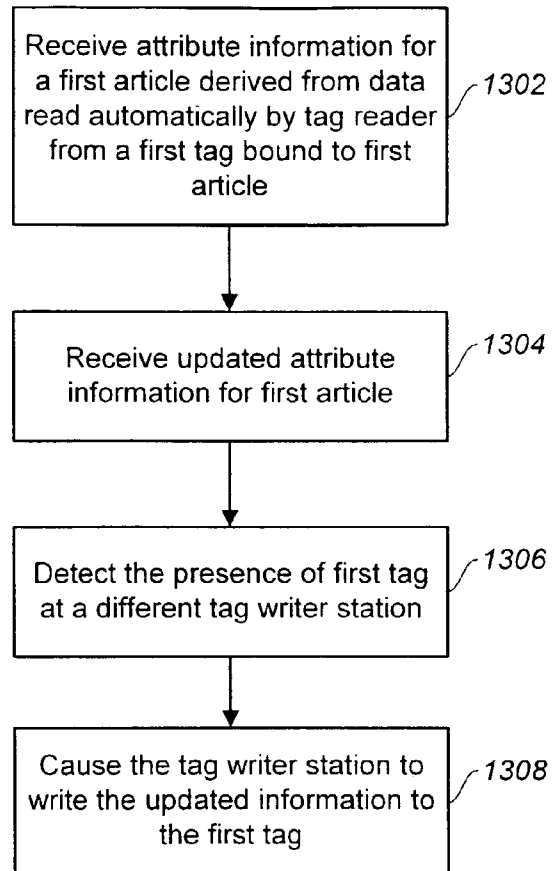 Receive attribute information for
a first article derived from data
read automatically by tag reader
from a first tag bound to first
article
1302
Receive updated attribute
information for first article
1304
Detect the presence of first tag
at a different tag writer station
1306
Cause the tag writer station to
write the updated information to
the first tag
1308